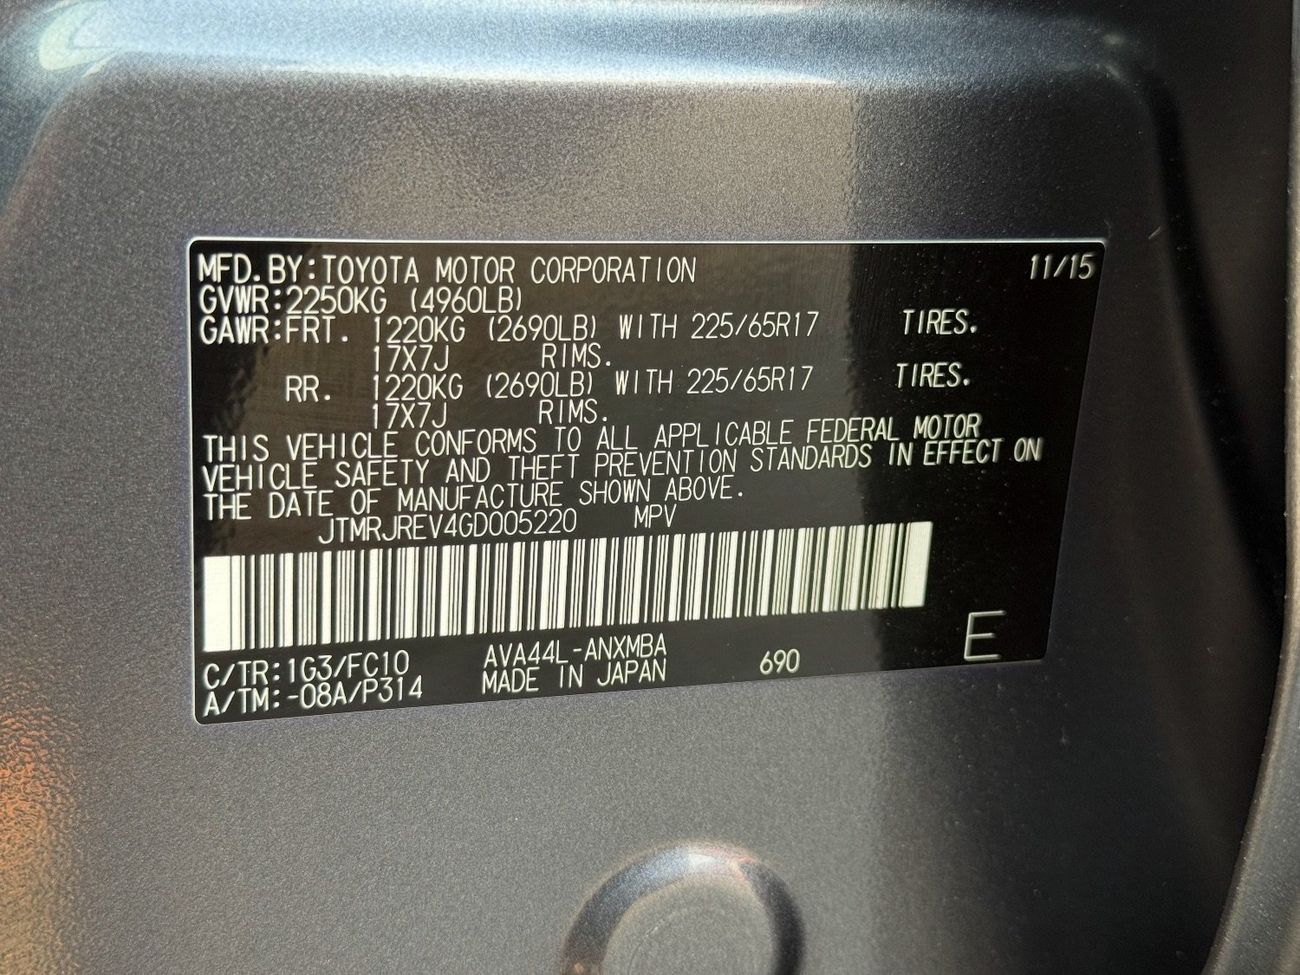 MFD. BY: TOYOTA MOTOR CORPORATION 11/15
GVWR: 2250KG (4960LB)
GAWR: FRT. 1220KG (2690LB) WITH 225/65R17 TIRES.
17X7J RIMS.
RR. 1220KG (2690LB) WITH 225/65R17 TIRES.
17X7J RIMS.
THIS VEHICLE CONFORMS TO ALL APPLICABLE FEDERAL MOTOR
VEHICLE SAFETY AND THEFT PREVENTION STANDARDS IN EFFECT ON
THE DATE OF MANUFACTURE SHOWN ABOVE.
JTMRJREV4GD005220 MPV
C/TR: 1G3/FC10 AVA44L-ANXMBA 690 E
A/TM: -08A/P314 MADE IN JAPAN